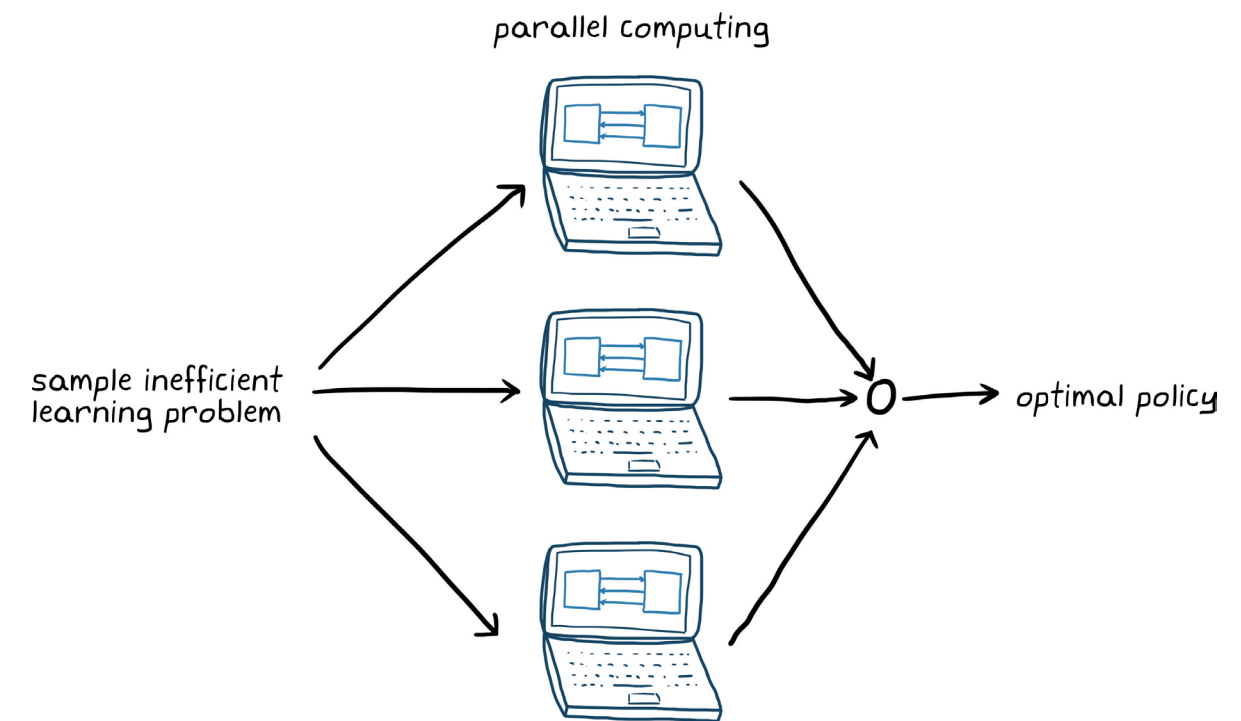 parallel computing
sample inefficient
learning problem
optimal policy